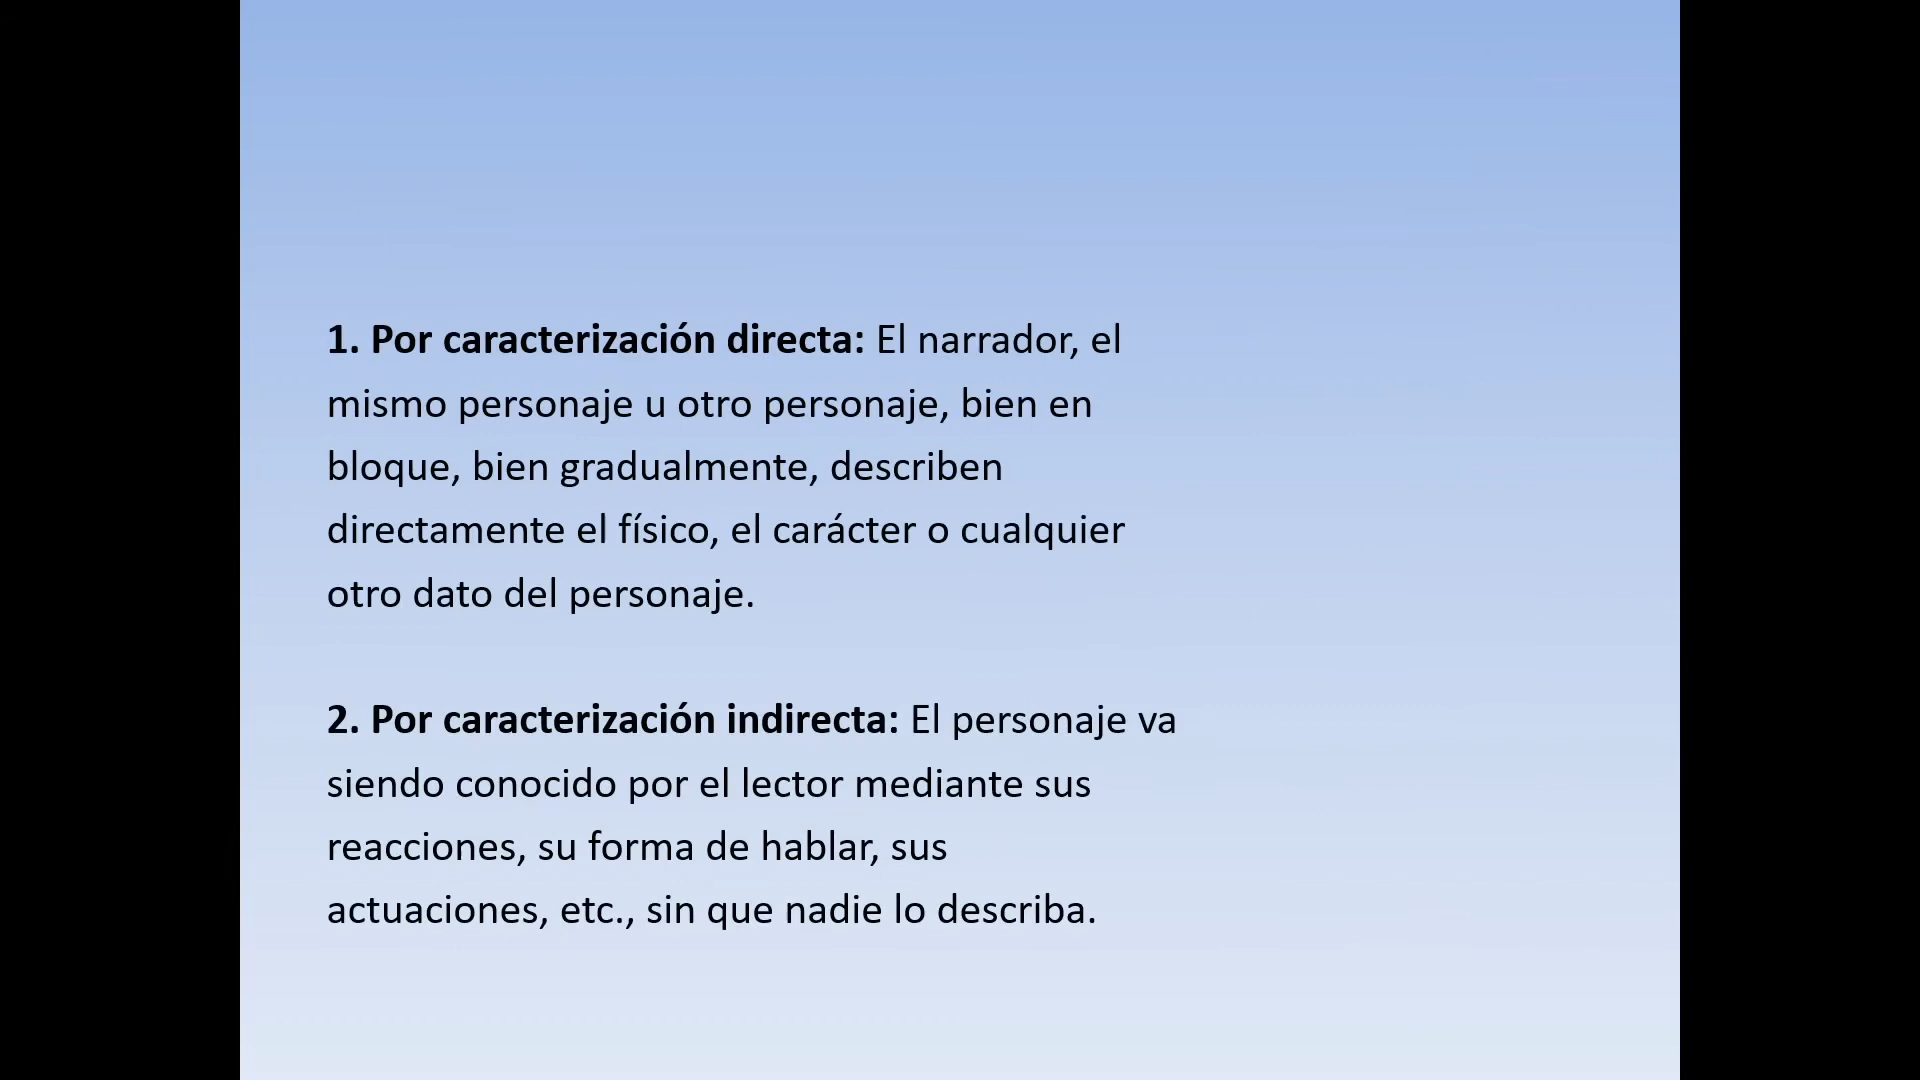 1. Por caracterización directa: El narrador, el
mismo personaje u otro personaje, bien en
bloque, bien gradualmente, describen
directamente el físico, el carácter o cualquier
otro dato del personaje.
2. Por caracterización indirecta: El personaje va
siendo conocido por el lector mediante sus
reacciones, su forma de hablar, sus
actuaciones, etc., sin que nadie lo describa.